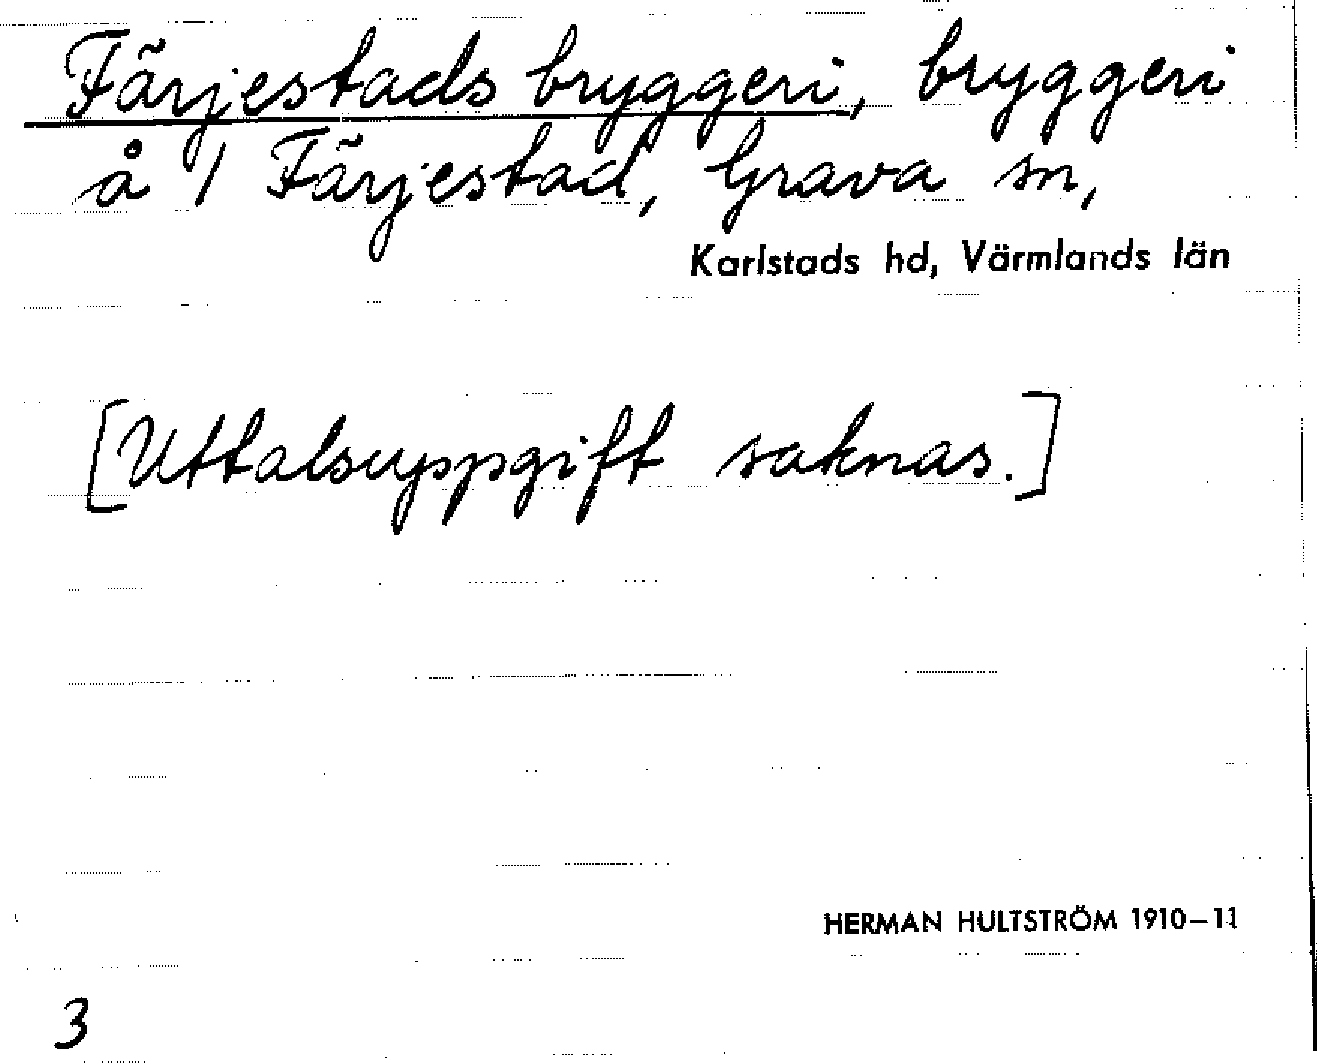 Färjestads bryggeri, bryggeri
å 1 Färjestad, Grava sn,
Karlstads hd, Värmlands län
[Uttalsuppgift saknas.]
HERMAN HULTSTRÖM 1910–11
3